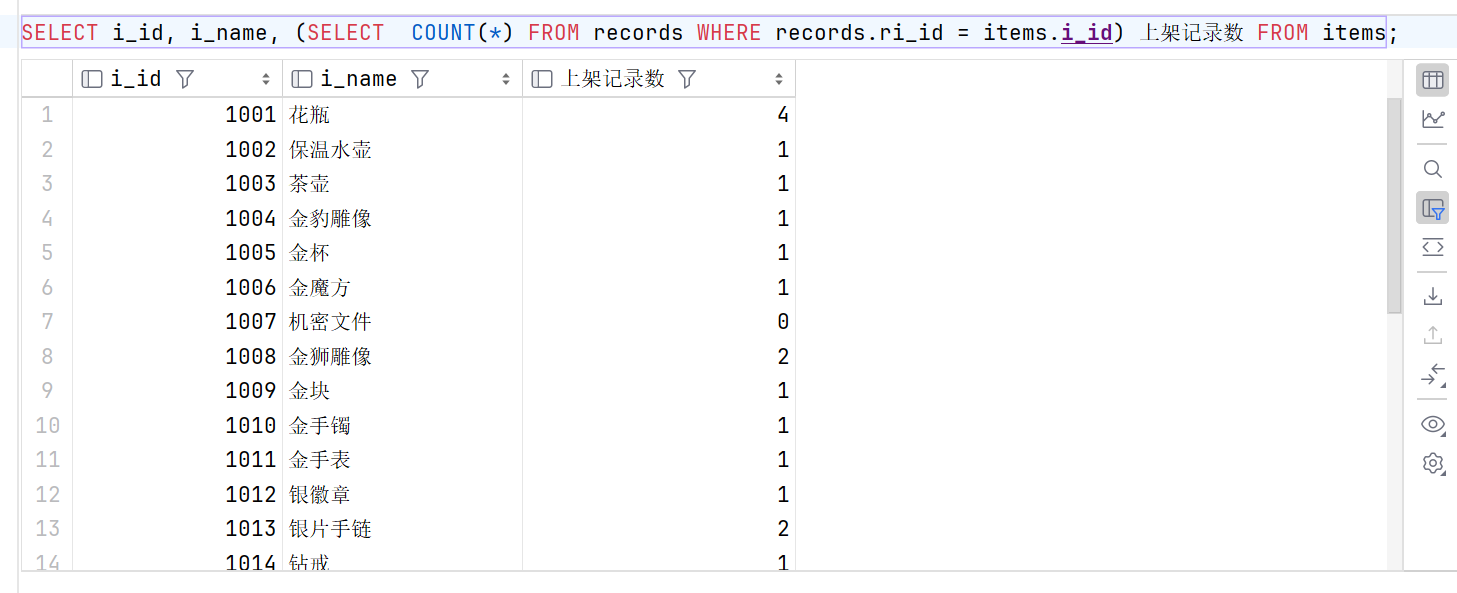 SELECT i_id, i_name, (SELECT  COUNT(*) FROM records WHERE records.ri_id = items.i_id) 上架记录数 FROM items;
i_id i_name 上架记录数
1 1001 花瓶 4
2 1002 保温水壶 1
3 1003 茶壶 1
4 1004 金豹雕像 1
5 1005 金杯 1
6 1006 金魔方 1
7 1007 机密文件 0
8 1008 金狮雕像 2
9 1009 金块 1
10 1010 金手镯 1
11 1011 金手表 1
12 1012 银徽章 1
13 1013 银片手链 2
14 1014 钻戒 1